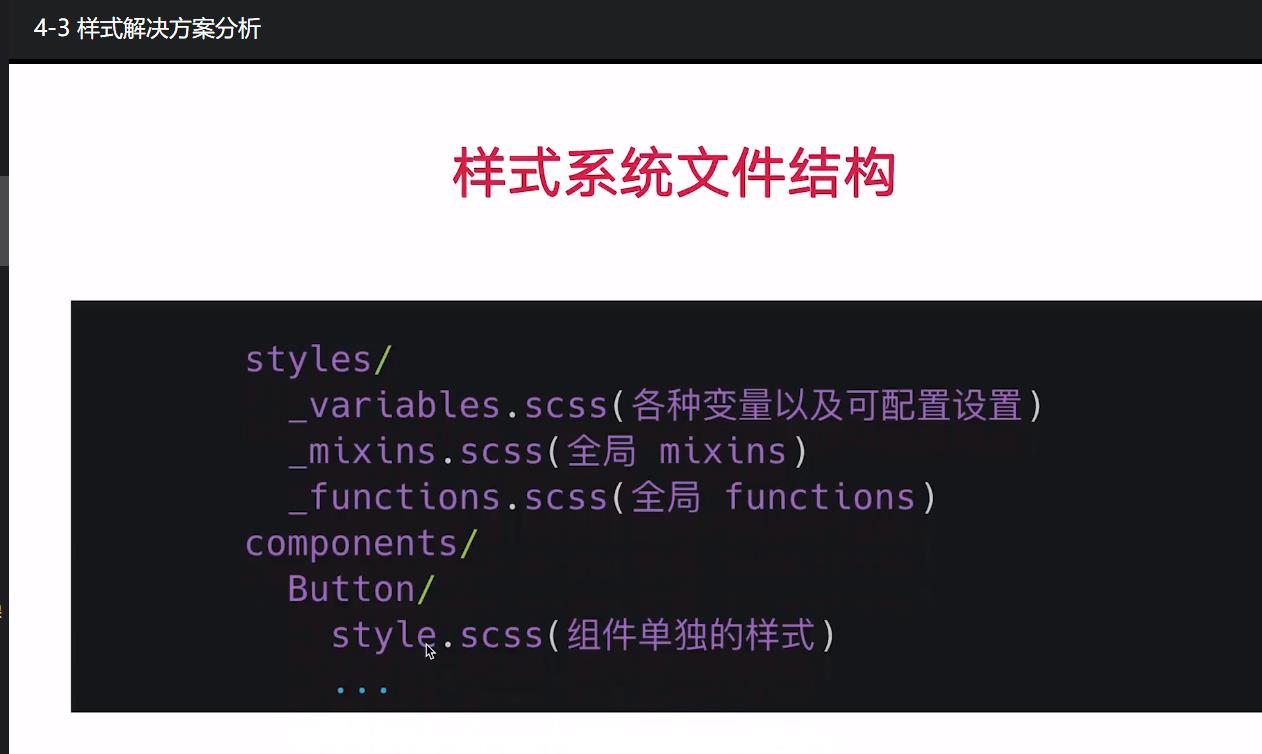 4-3 样式解决方案分析
样式系统文件结构
styles/
_variables.scss(各种变量以及可配置设置)
_mixins.scss(全局 mixins)
_functions.scss(全局 functions)
components/
Button/
style.scss(组件单独的样式)
...